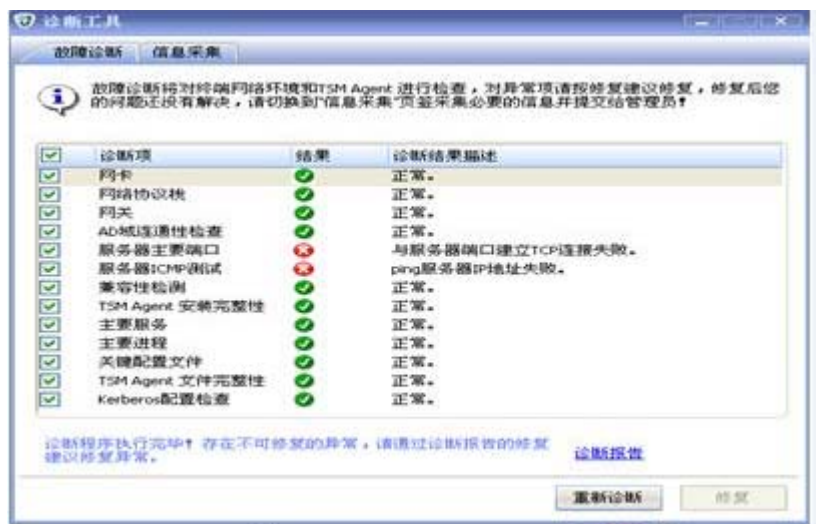 诊断工具
故障诊断 信息采集
故障诊断将对终端网络环境和TSM Agent 进行检查，对异常项请按修复建议修复，修复后您
的问题还没有解决，请切换到“信息采集”页签采集必要的信息并提交给管理员！
诊断项 结果 诊断结果描述
网卡 正常。
网络协议栈 正常。
网关 正常。
AD域连通性检查 正常。
服务器主要端口 与服务器端口建立TCP连接失败。
服务器ICMP测试 ping服务器IP地址失败。
兼容性检测 正常。
TSM Agent 安装完整性 正常。
主要服务 正常。
主要进程 正常。
关键配置文件 正常。
TSM Agent 文件完整性 正常。
Kerberos配置检查 正常。
诊断程序执行完毕！存在不可修复的异常，请通过诊断报告的修复
建议修复异常。
诊断报告
重新诊断 修复